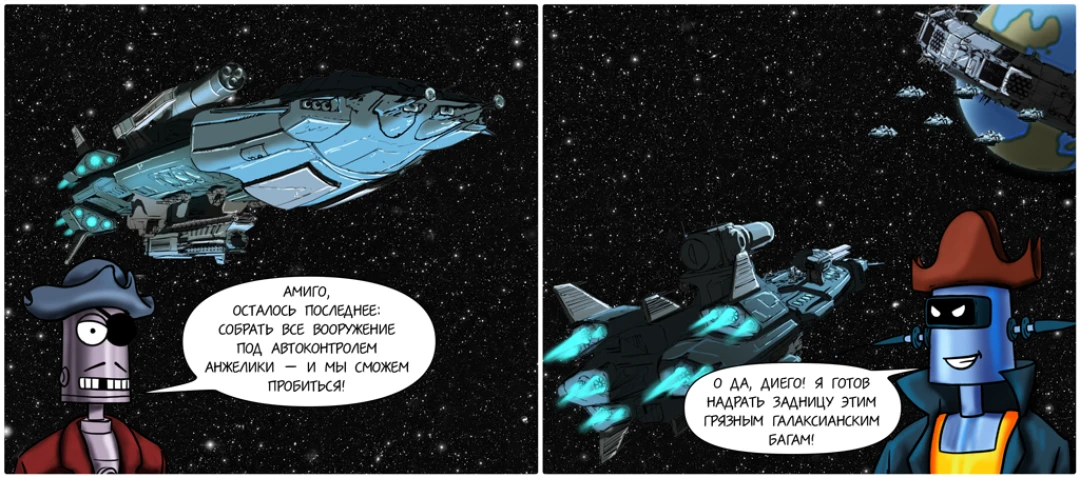 АМИГО,
ОСТАЛОСЬ ПОСЛЕДНЕЕ:
СОБРАТЬ ВСЕ ВООРУЖЕНИЕ
ПОД АВТОКОНТРОЛЕМ
АНЖЕЛИКИ — И МЫ СМОЖЕМ
ПРОБИТЬСЯ!
О ДА, ДИЕГО! Я ГОТОВ
НАДРАТЬ ЗАДНИЦУ ЭТИМ
ГРЯЗНЫМ ГАЛАКСИАНСКИМ
БАГАМ!